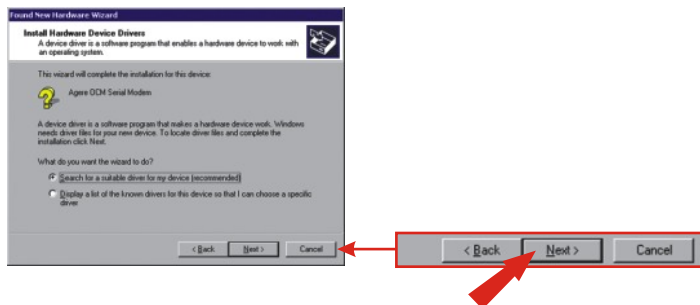 Found New Hardware Wizard
Install Hardware Device Drivers
A device driver is a software program that enables a hardware device to work with
an operating system.
This wizard will complete the installation for this device:
Agere OCM Serial Modem
A device driver is a software program that makes a hardware device work. Windows
needs driver files for your new device. To locate driver files and complete the
installation click Next.
What do you want the wizard to do?
Search for a suitable driver for my device (recommended)
Display a list of the known drivers for this device so that I can choose a specific
driver
< Back Next > Cancel
< Back Next > Cancel